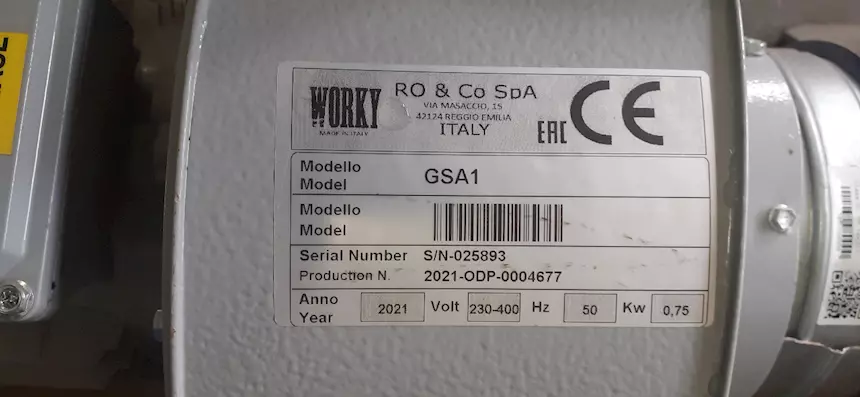 WORKY
MADE IN ITALY
RO & Co SpA
VIA MASACCIO, 15
42124 REGGIO EMILIA
ITALY
EAC CE
Modello
Model
GSA1
Modello
Model
Serial Number S/N-025893
Production N. 2021-ODP-0004677
Anno
Year
2021 Volt 230-400 Hz 50 Kw 0,75